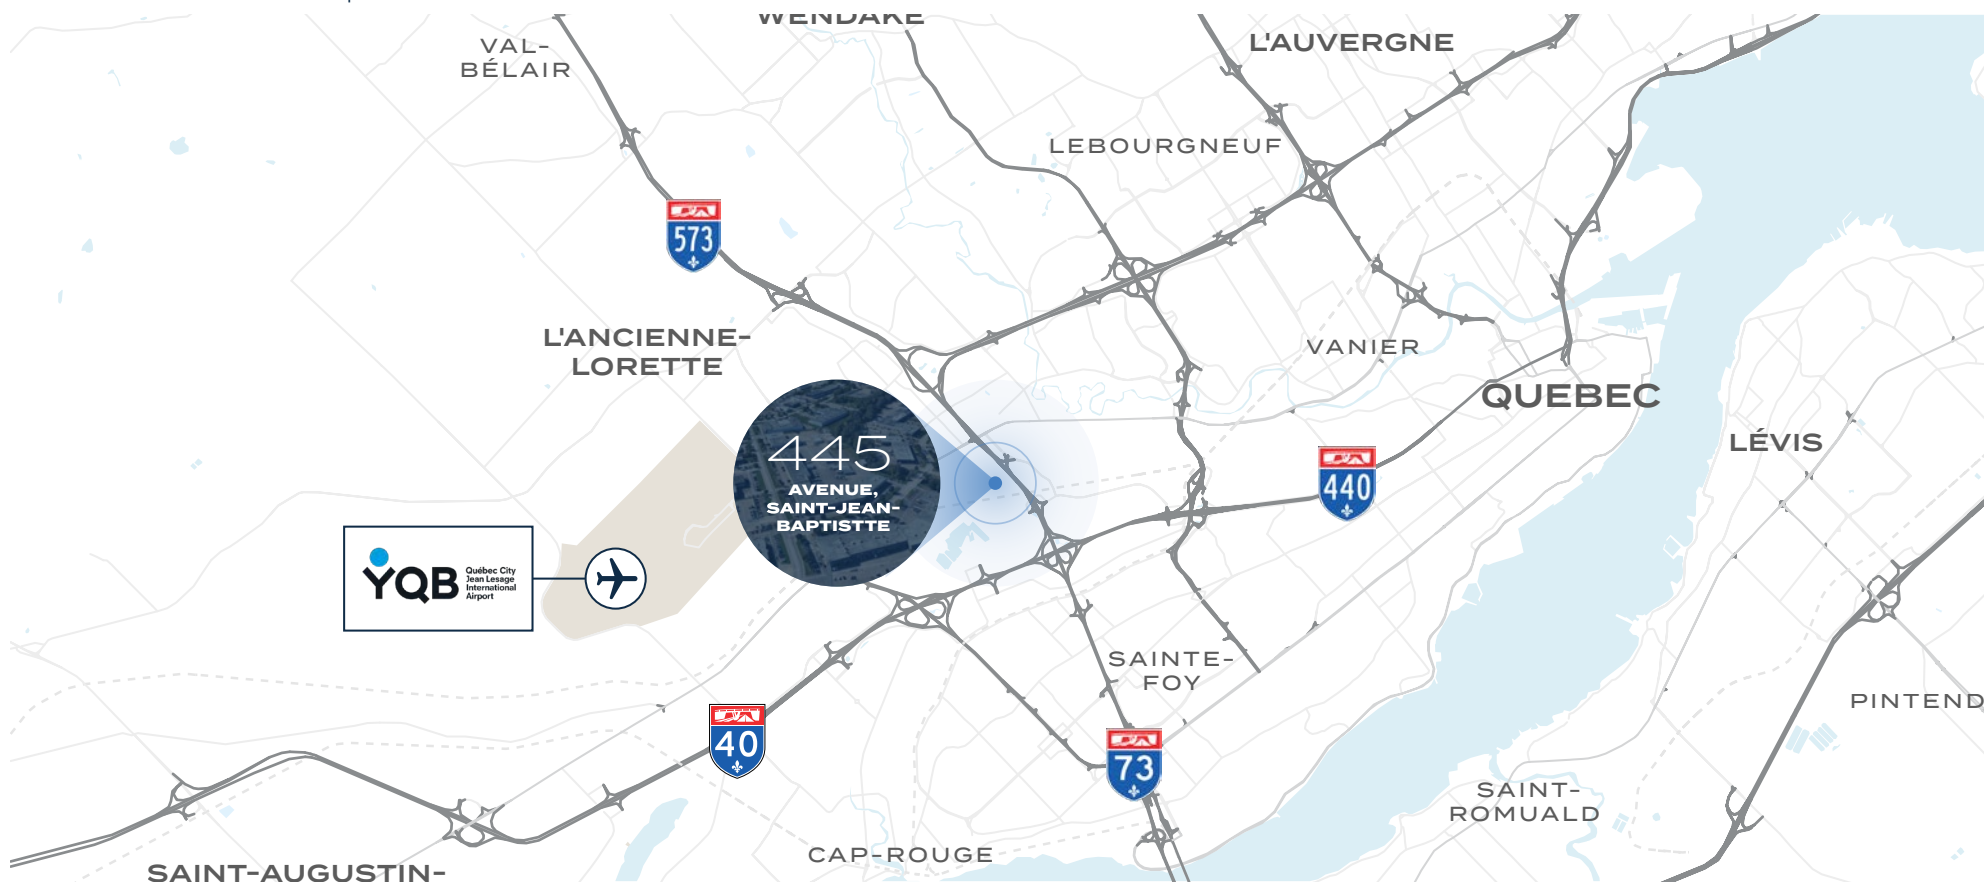 WENDAKE
L'AUVERGNE
VAL-
BÉLAIR
LEBOURGNEUF
573
L'ANCIENNE-
LORETTE
VANIER
QUEBEC
LÉVIS
445
AVENUE,
SAINT-JEAN-
BAPTISTTE
440
YQB
Québec City
Jean Lesage
International
Airport
SAINTE-
FOY
PINTEND
40
73
SAINT-
ROMUALD
CAP-ROUGE
SAINT-AUGUSTIN-